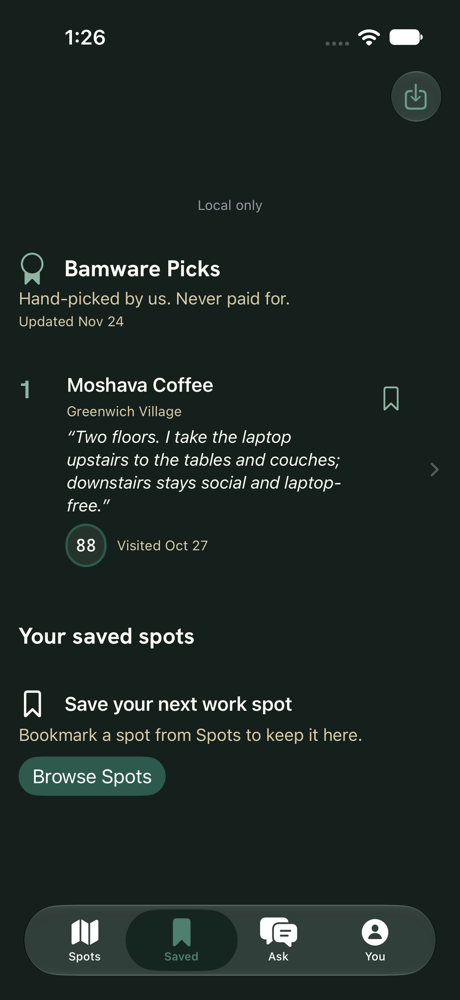 1:26
Local only
Bamware Picks
Hand-picked by us. Never paid for.
Updated Nov 24
1
Moshava Coffee
Greenwich Village
“Two floors. I take the laptop
upstairs to the tables and couches;
downstairs stays social and laptop-
free.”
88
Visited Oct 27
Your saved spots
Save your next work spot
Bookmark a spot from Spots to keep it here.
Browse Spots
Spots
Saved
Ask
You